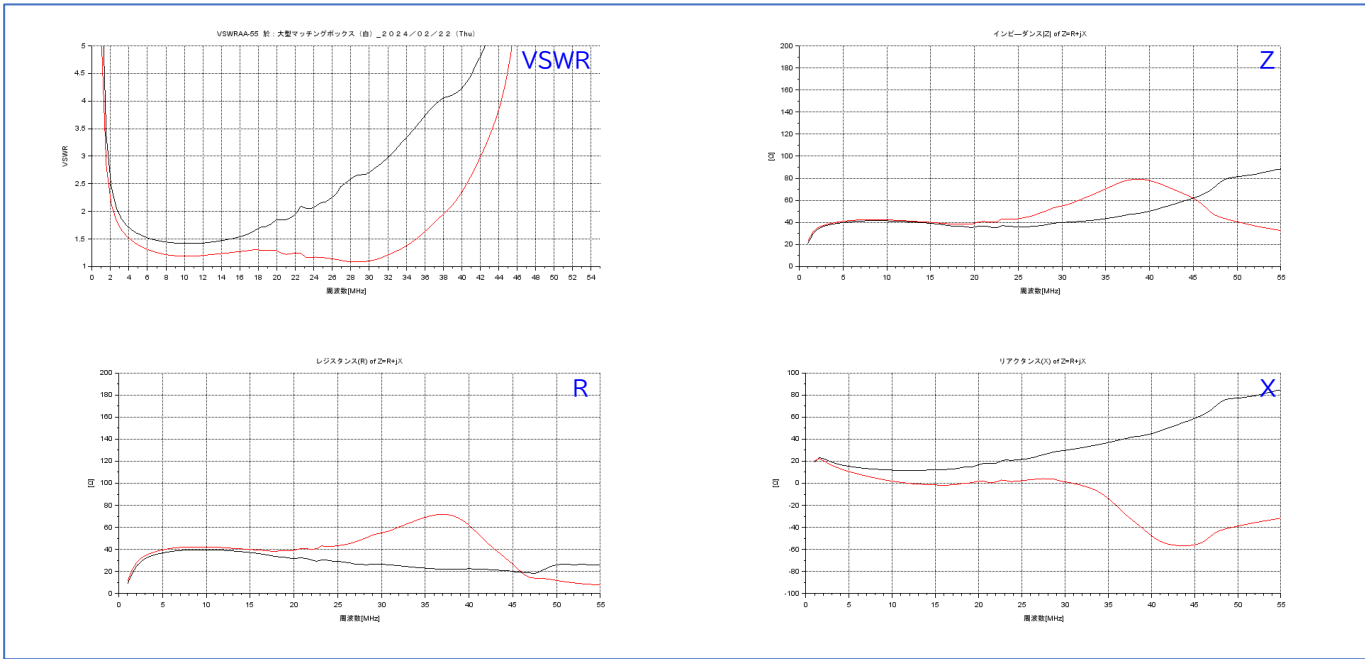 VSWRAA-55 於：大型マッチングボックス（自）_２０２４／０２／２２（Thu）
VSWR
5
4.5
4
3.5
3
2.5
2
1.5
1
VSWR
0 2 4 6 8 10 12 14 16 18 20 22 24 26 28 30 32 34 36 38 40 42 44 46 48 50 52 54
周波数[MHz]
インピーダンス|Z| of Z=R+jX
Z
200
180
160
140
120
100
80
60
40
20
0
[Ω]
0 5 10 15 20 25 30 35 40 45 50 55
周波数[MHz]
レジスタンス(R) of Z=R+jX
R
200
180
160
140
120
100
80
60
40
20
0
[Ω]
0 5 10 15 20 25 30 35 40 45 50 55
周波数[MHz]
リアクタンス(X) of Z=R+jX
X
100
80
60
40
20
0
-20
-40
-60
-80
-100
[Ω]
0 5 10 15 20 25 30 35 40 45 50 55
周波数[MHz]